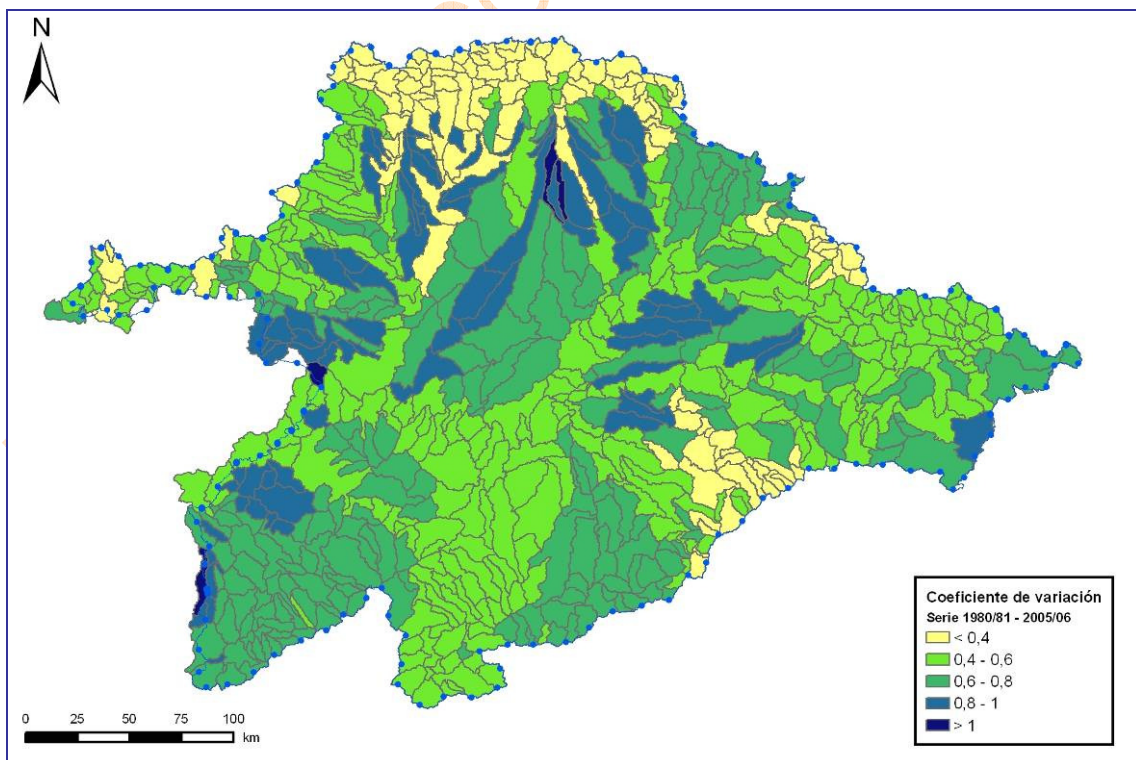 N
Coeficiente de variación
Serie 1980/81 - 2005/06
< 0,4
0,4 - 0,6
0,6 - 0,8
0,8 - 1
> 1
0 25 50 75 100
km